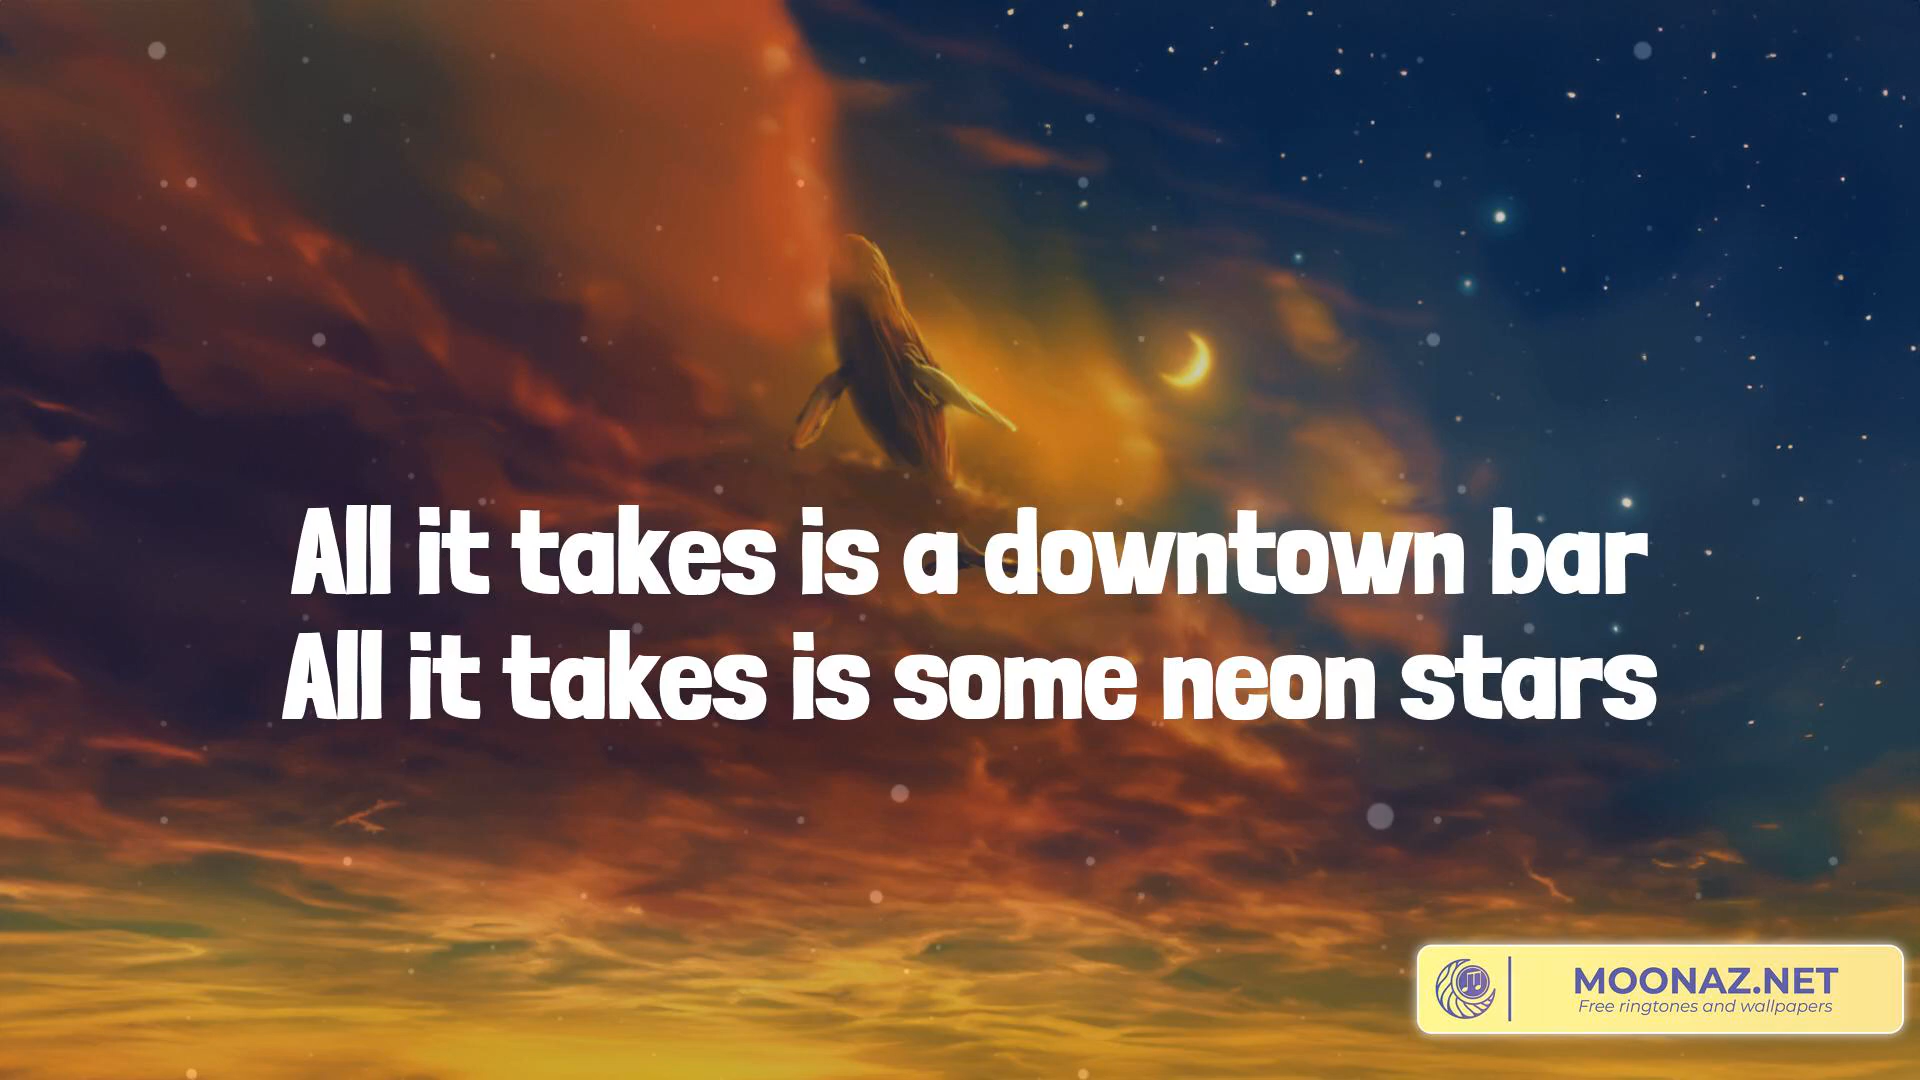 All it takes is a downtown bar
All it takes is some neon stars
MOONAZ.NET
Free ringtones and wallpapers